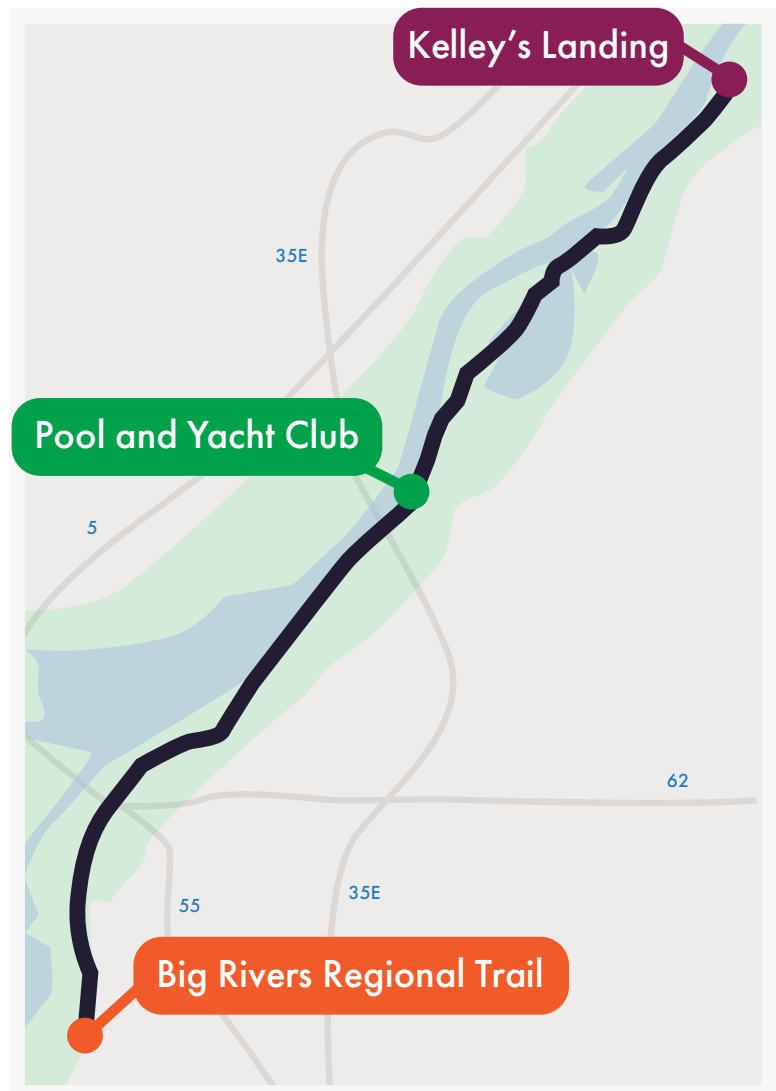 Kelley’s Landing
35E
Pool and Yacht Club
5
62
35E
55
Big Rivers Regional Trail